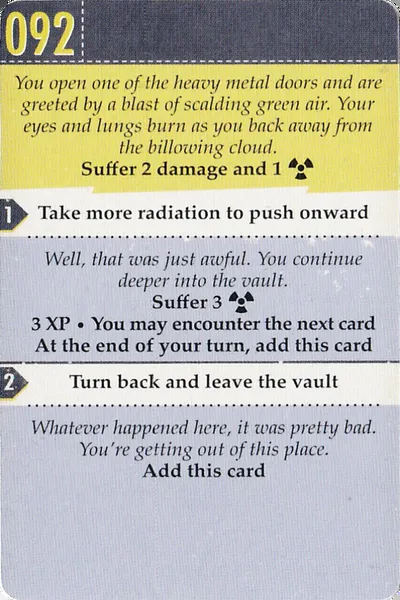 092
You open one of the heavy metal doors and are
greeted by a blast of scalding green air. Your
eyes and lungs burn as you back away from
the billowing cloud.
Suffer 2 damage and 1 ☢
1 Take more radiation to push onward
Well, that was just awful. You continue
deeper into the vault.
Suffer 3 ☢
3 XP • You may encounter the next card
At the end of your turn, add this card
2 Turn back and leave the vault
Whatever happened here, it was pretty bad.
You're getting out of this place.
Add this card